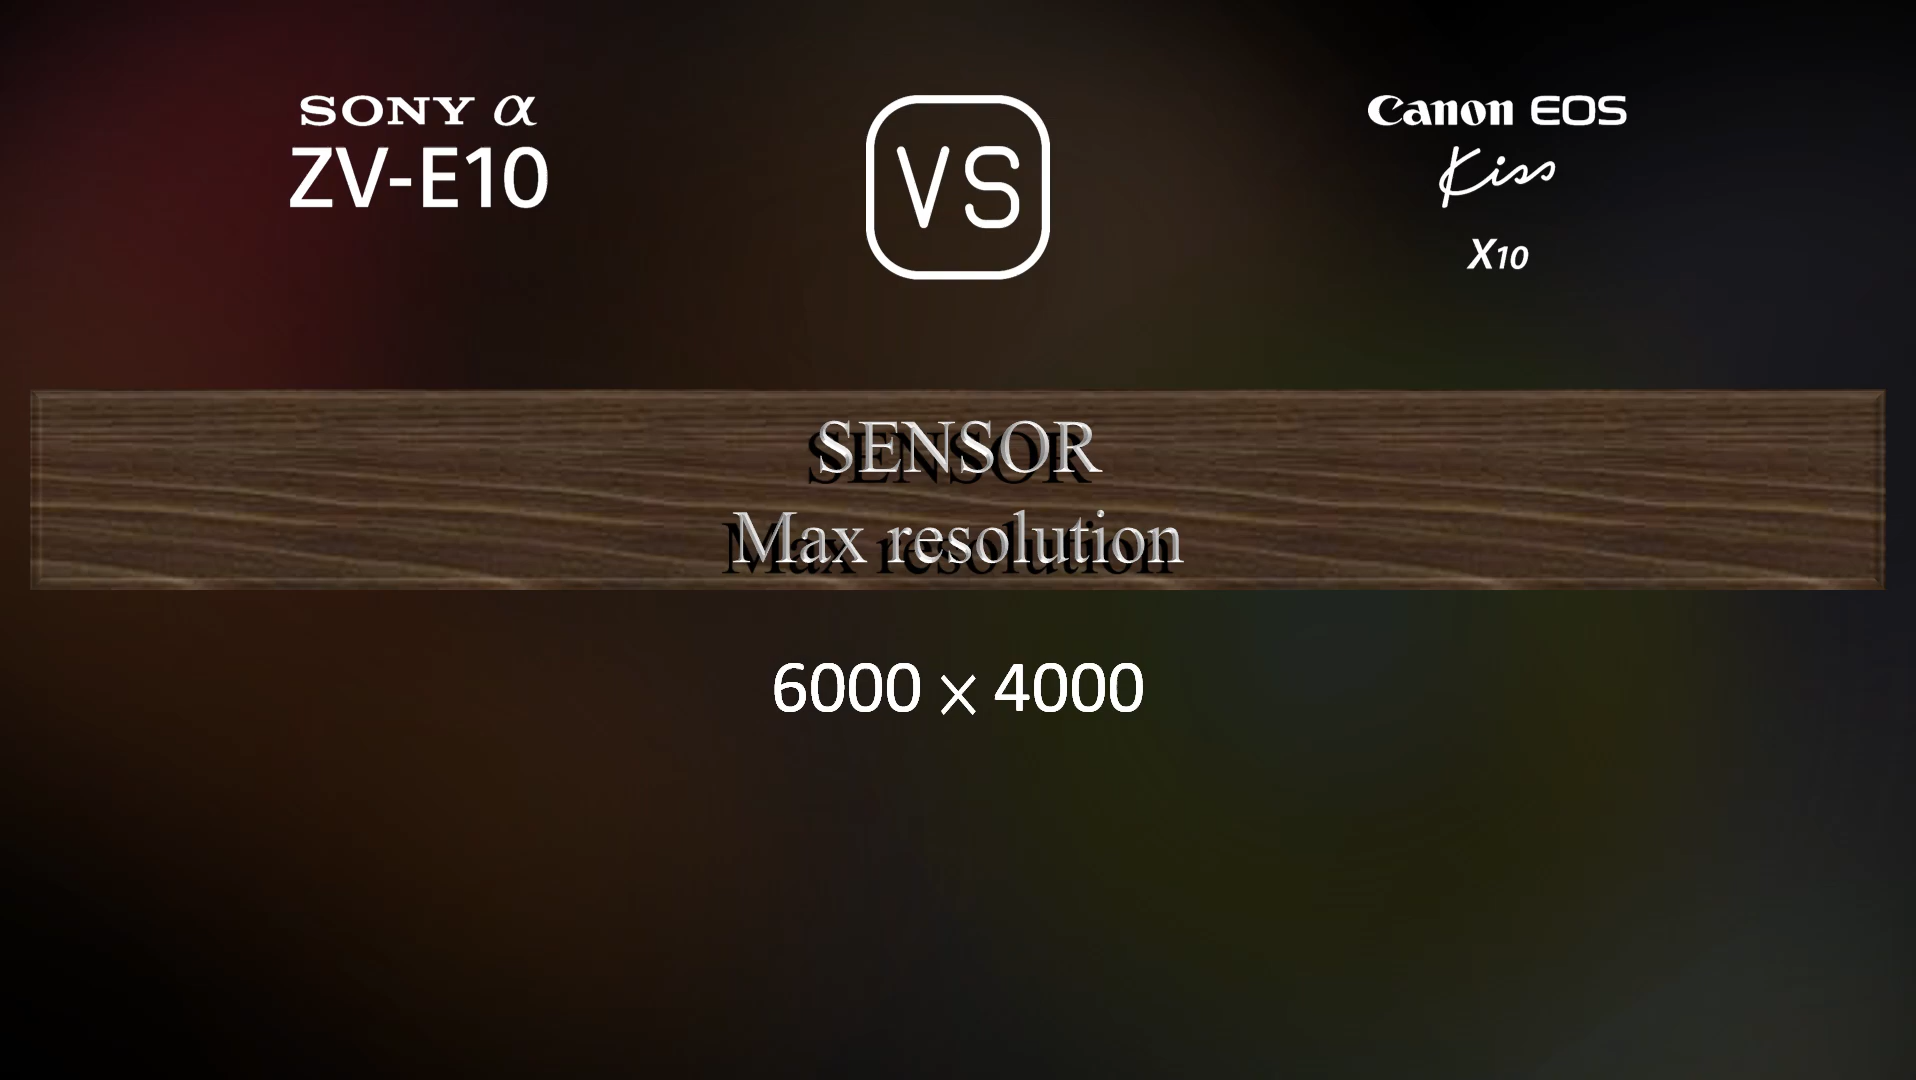 SONY α
ZV-E10
VS
Canon EOS
Kiss
X10
SENSOR
Max resolution
6000 x 4000